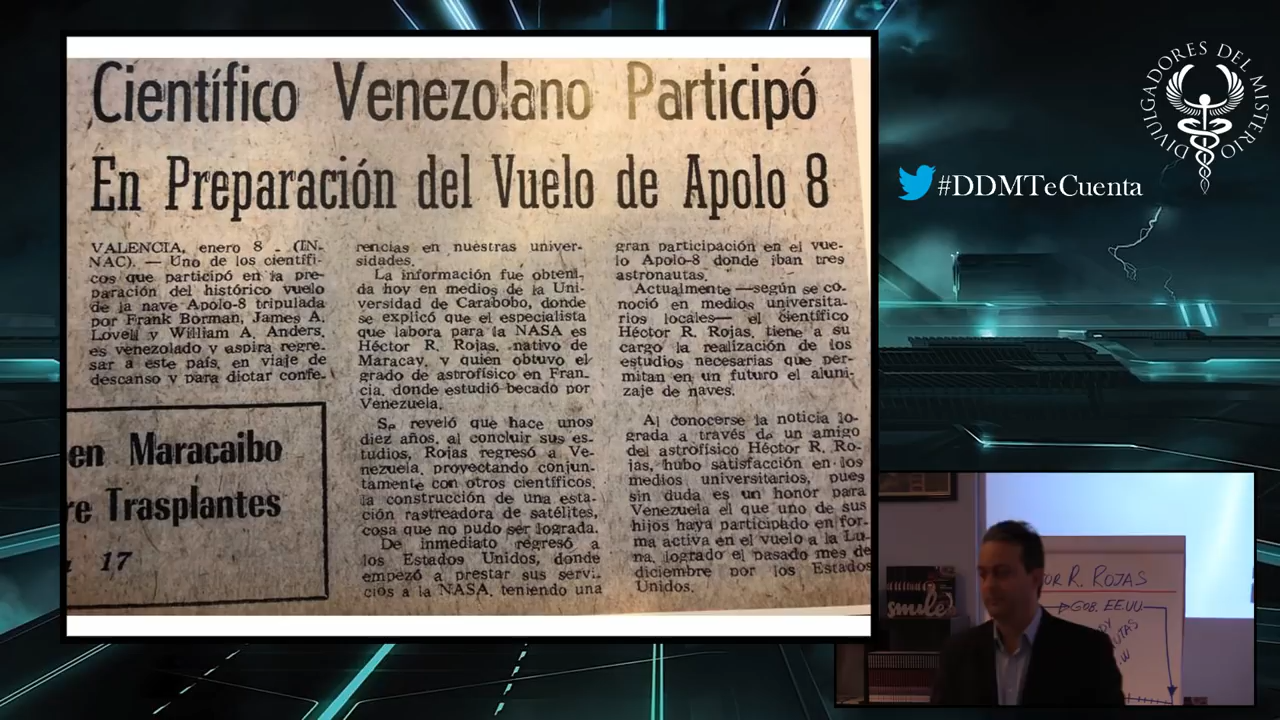 Científico Venezolano Participó
En Preparación del Vuelo de Apolo 8
VALENCIA, enero 8 - (IN-
NAC). — Uno de los científi-
cos que participó en la pre-
paración del histórico vuelo
de la nave Apolo-8 tripulada
por Frank Borman, James A.
Lovell y William A. Anders,
es venezolado y aspira regre-
sar a este país, en viaje de
descanso y para dictar confe-
rencias en nuestras univer-
sidades.
La información fue obteni-
da hoy en medios de la Uni-
versidad de Carabobo, donde
se explicó que el especialista
que labora para la NASA es
Héctor R. Rojas, nativo de
Maracay, y quien obtuvo el
grado de astrofísico en Fran-
cia, donde estudió becado por
Venezuela.
Se reveló que hace unos
diez años, al concluir sus es-
tudios, Rojas regresó a Ve-
nezuela, proyectando conjun-
tamente con otros científicos,
la construcción de una esta-
ción rastreadora de satélites,
cosa que no pudo ser lograda.
De inmediato regresó a
los Estados Unidos, donde
empezó a prestar sus servi-
cios a la NASA, teniendo una
gran participación en el vue-
lo Apolo-8 donde iban tres
astronautas.
Actualmente —según se co-
noció en medios universita-
rios locales— el científico
Héctor R. Rojas, tiene a su
cargo la realización de los
estudios necesarias que per-
mitan en un futuro el aluni-
zaje de naves.
Al conocerse la noticia lo-
grada a través de un amigo
del astrofísico Héctor R. Ro-
jas, hubo satisfacción en los
medios universitarios, pues
sin duda es un honor para
Venezuela el que uno de sus
hijos haya participado en for-
ma activa en el vuelo a la Lu-
na, logrado el pasado mes de
diciembre por los Estados
Unidos.
en Maracaibo
re Trasplantes
17
DIVULGADORES DEL MISTERIO
#DDMTeCuenta
smile
OR R. ROJAS
GOB. EE.UU